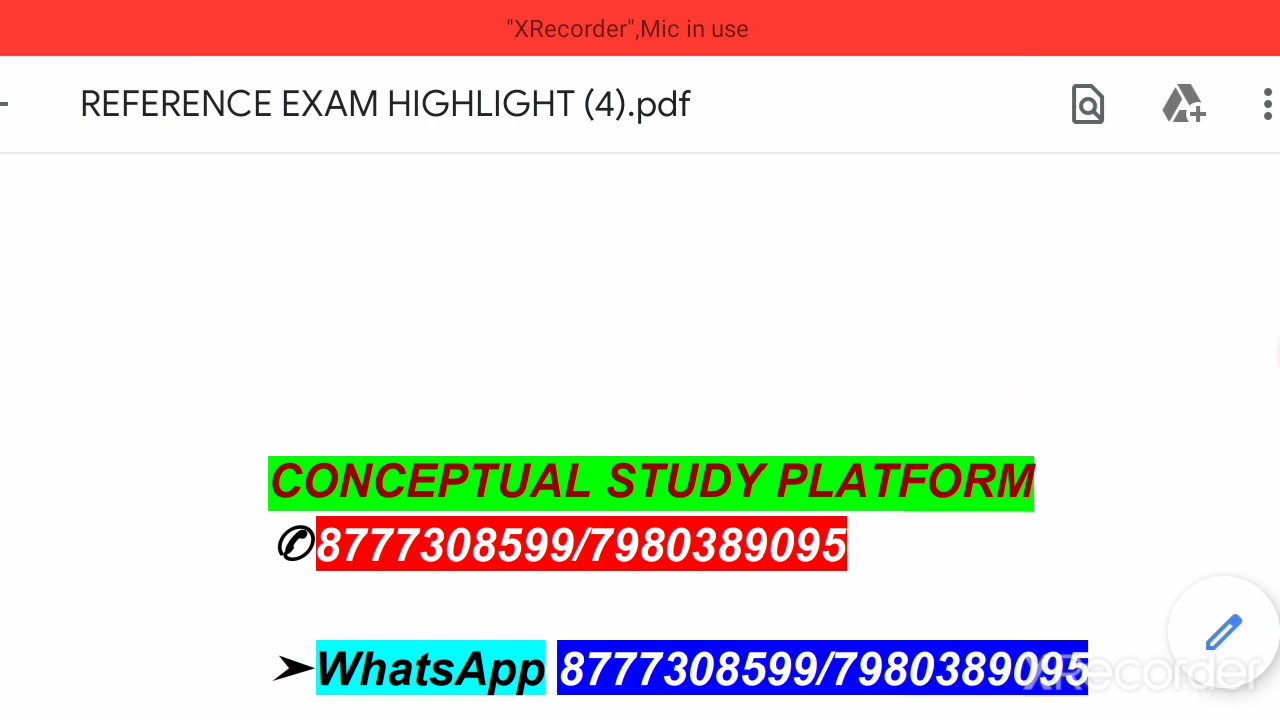 "XRecorder",Mic in use
REFERENCE EXAM HIGHLIGHT (4).pdf
CONCEPTUAL STUDY PLATFORM
✆8777308599/7980389095
➢WhatsApp 8777308599/7980389095
XRecorder